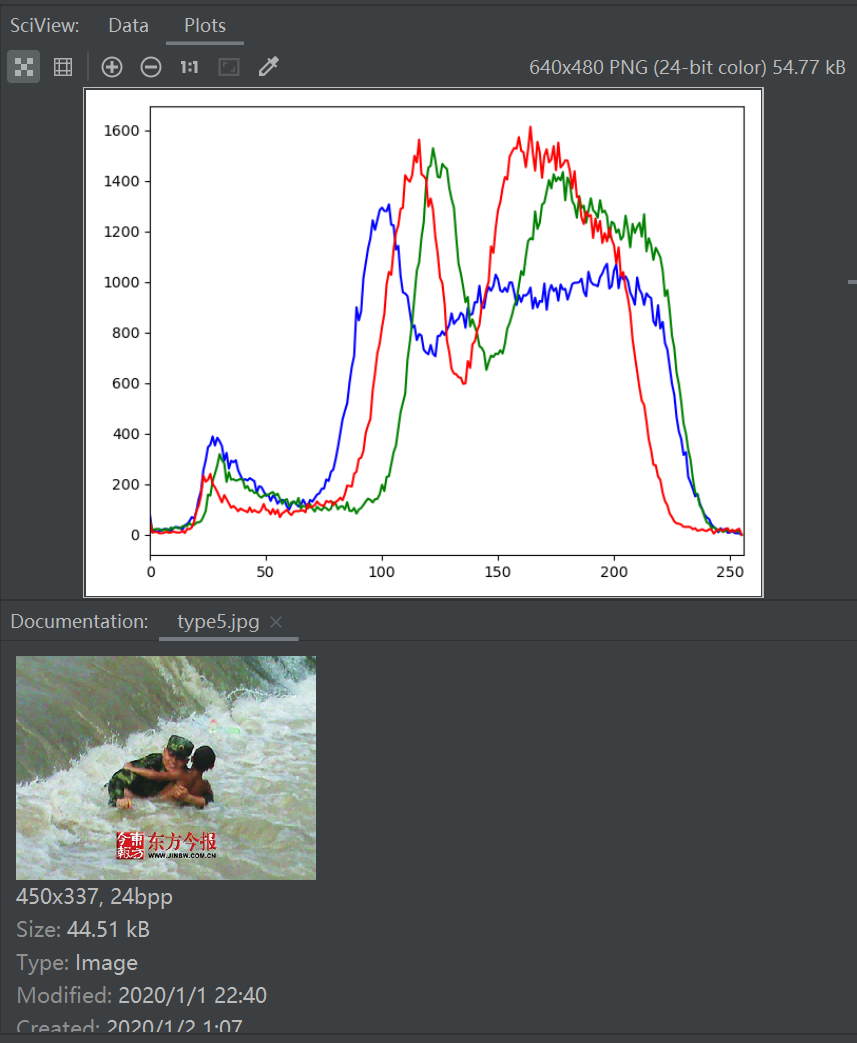 SciView: Data Plots
1:1 640x480 PNG (24-bit color) 54.77 kB
1600
1400
1200
1000
800
600
400
200
0
0 50 100 150 200 250
Documentation: type5.jpg
今東報方 东方今报
WWW.JINBW.COM.CN
450x337, 24bpp
Size: 44.51 kB
Type: Image
Modified: 2020/1/1 22:40
Created: 2020/1/2 1:07